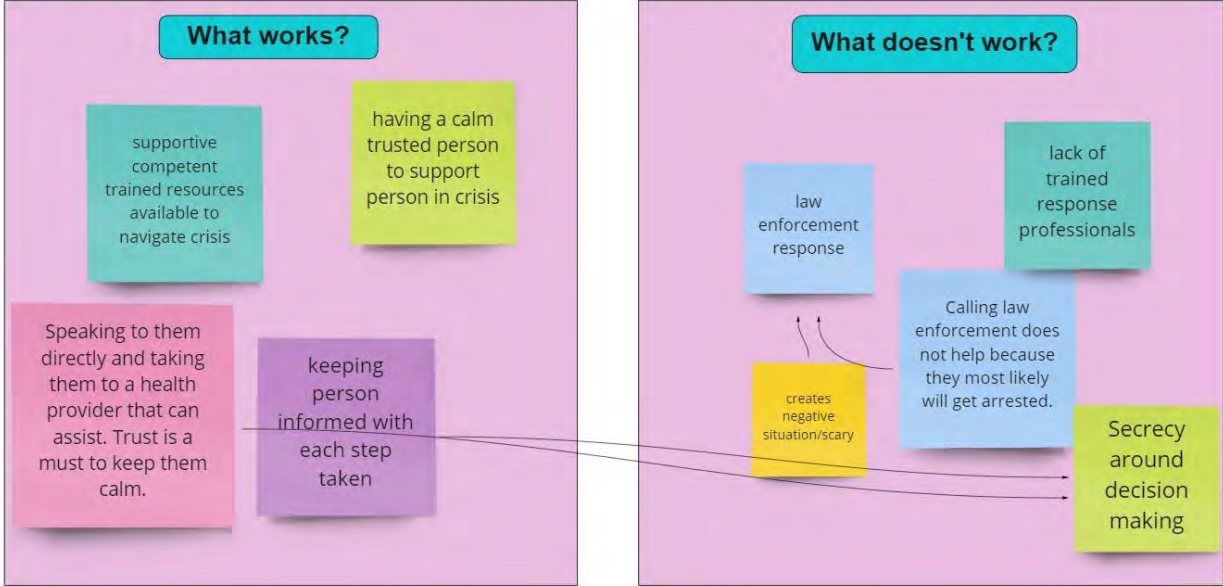 What works?
supportive
competent
trained resources
available to
navigate crisis
having a calm
trusted person
to support
person in crisis
Speaking to them
directly and taking
them to a health
provider that can
assist. Trust is a
must to keep them
calm.
keeping
person
informed with
each step
taken
What doesn't work?
law
enforcement
response
lack of
trained
response
professionals
Calling law
enforcement does
not help because
they most likely
will get arrested.
creates
negative
situation/scary
Secrecy
around
decision
making